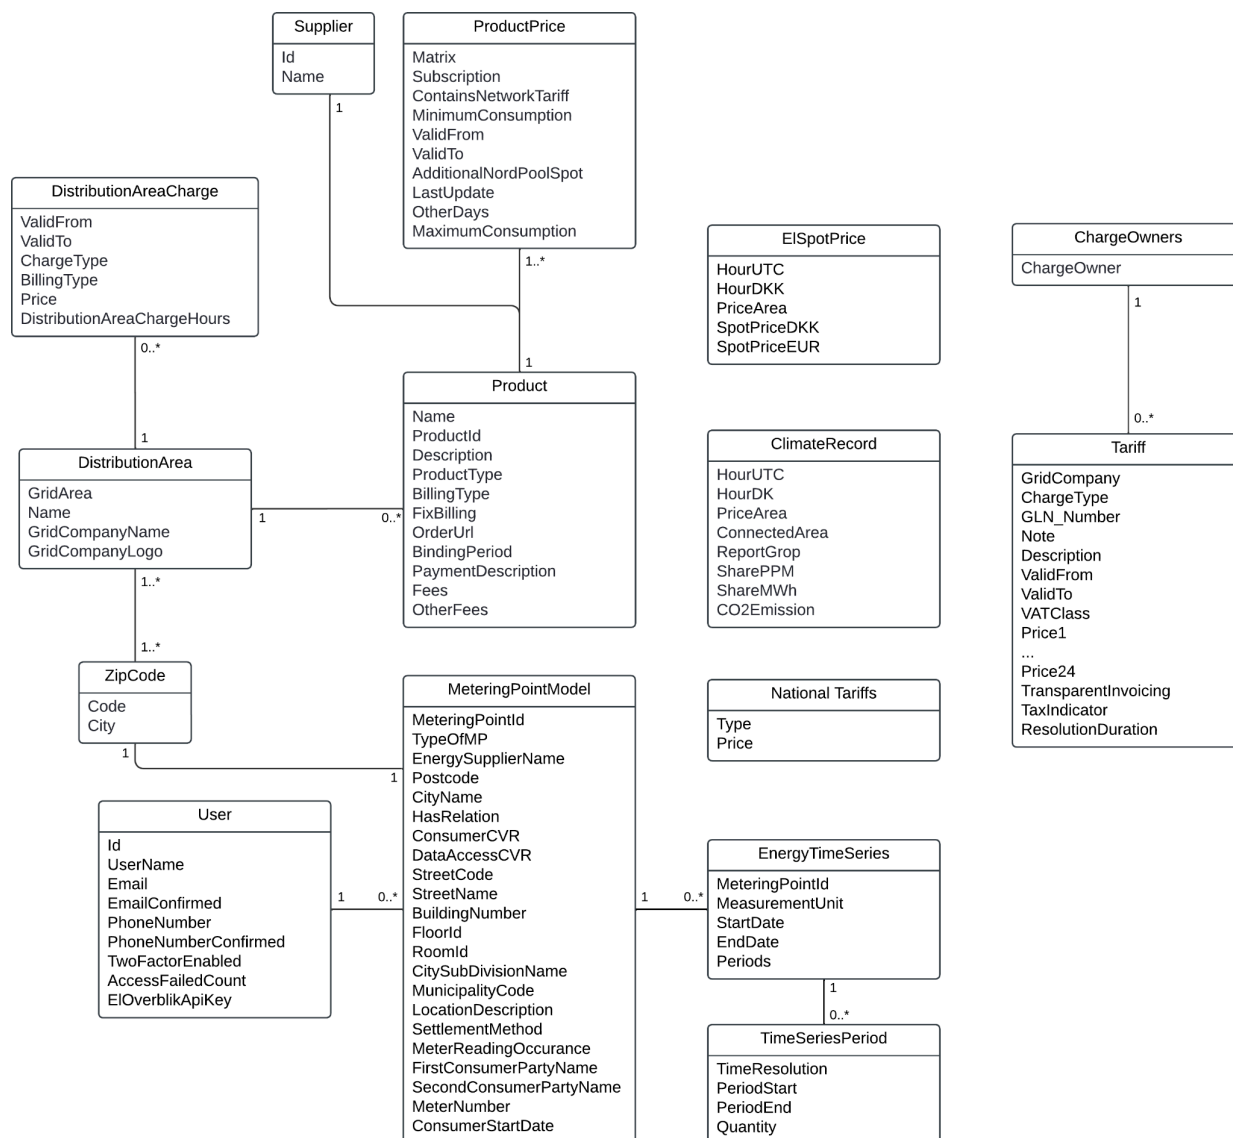 Supplier
Id
Name
1
ProductPrice
Matrix
Subscription
ContainsNetworkTariff
MinimumConsumption
ValidFrom
ValidTo
AdditionalNordPoolSpot
LastUpdate
OtherDays
MaximumConsumption
1..*
1
DistributionAreaCharge
ValidFrom
ValidTo
ChargeType
BillingType
Price
DistributionAreaChargeHours
0..*
1
ElSpotPrice
HourUTC
HourDKK
PriceArea
SpotPriceDKK
SpotPriceEUR
ChargeOwners
ChargeOwner
1
0..*
DistributionArea
GridArea
Name
GridCompanyName
GridCompanyLogo
1
0..*
1..*
1..*
Product
Name
ProductId
Description
ProductType
BillingType
FixBilling
OrderUrl
BindingPeriod
PaymentDescription
Fees
OtherFees
ClimateRecord
HourUTC
HourDK
PriceArea
ConnectedArea
ReportGrop
SharePPM
ShareMWh
CO2Emission
Tariff
GridCompany
ChargeType
GLN_Number
Note
Description
ValidFrom
ValidTo
VATClass
Price1
...
Price24
TransparentInvoicing
TaxIndicator
ResolutionDuration
ZipCode
Code
City
1
1
MeteringPointModel
MeteringPointId
TypeOfMP
EnergySupplierName
Postcode
CityName
HasRelation
ConsumerCVR
DataAccessCVR
StreetCode
StreetName
BuildingNumber
FloorId
RoomId
CitySubDivisionName
MunicipalityCode
LocationDescription
SettlementMethod
MeterReadingOccurance
FirstConsumerPartyName
SecondConsumerPartyName
MeterNumber
ConsumerStartDate
National Tariffs
Type
Price
User
Id
UserName
Email
EmailConfirmed
PhoneNumber
PhoneNumberConfirmed
TwoFactorEnabled
AccessFailedCount
ElOverblikApiKey
1
0..*
1
0..*
EnergyTimeSeries
MeteringPointId
MeasurementUnit
StartDate
EndDate
Periods
1
0..*
TimeSeriesPeriod
TimeResolution
PeriodStart
PeriodEnd
Quantity